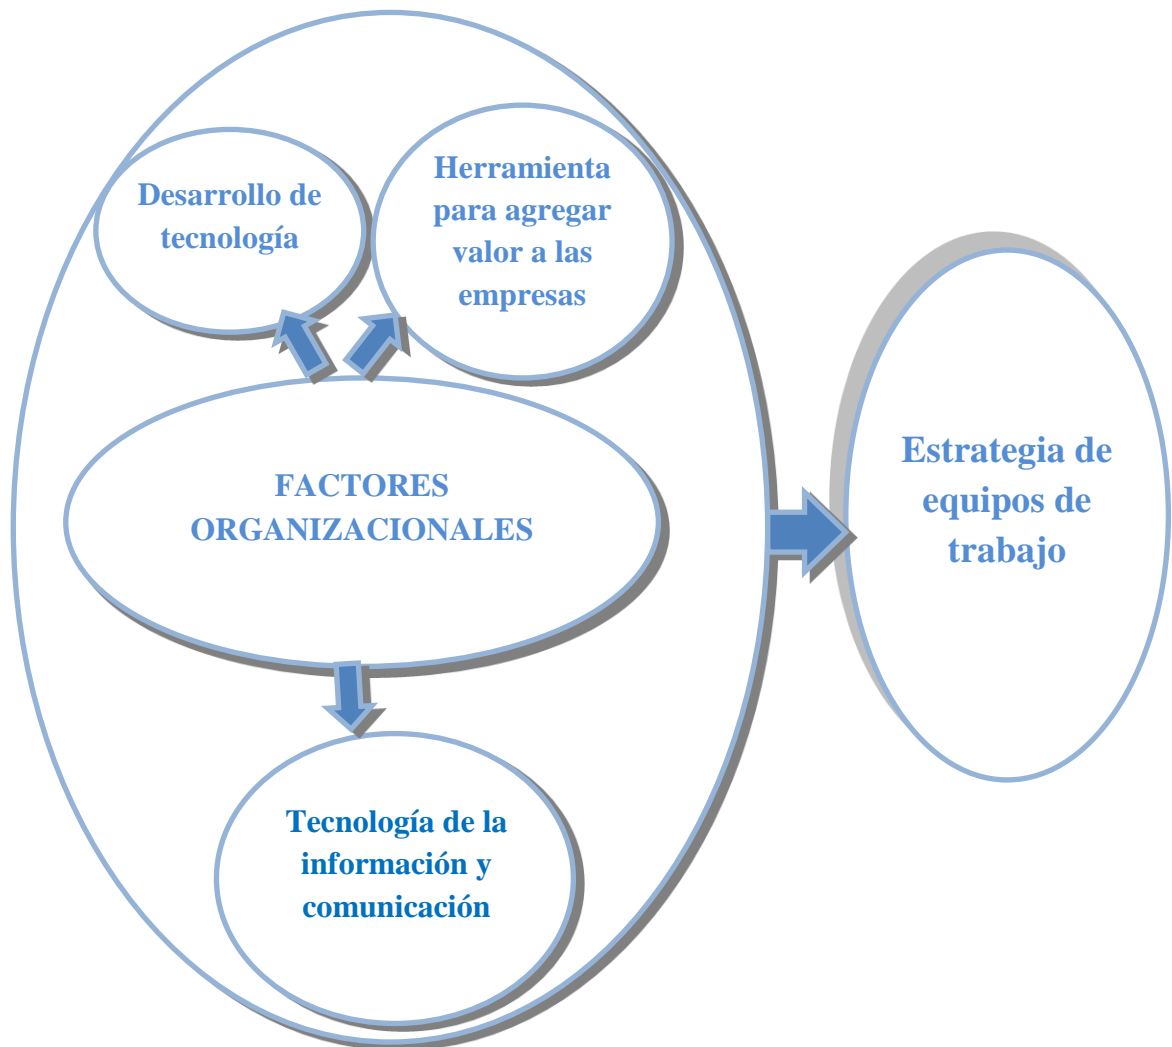 Desarrollo de
tecnología
Herramienta
para agregar
valor a las
empresas
FACTORES
ORGANIZACIONALES
Estrategia de
equipos de
trabajo
Tecnología de la
información y
comunicación